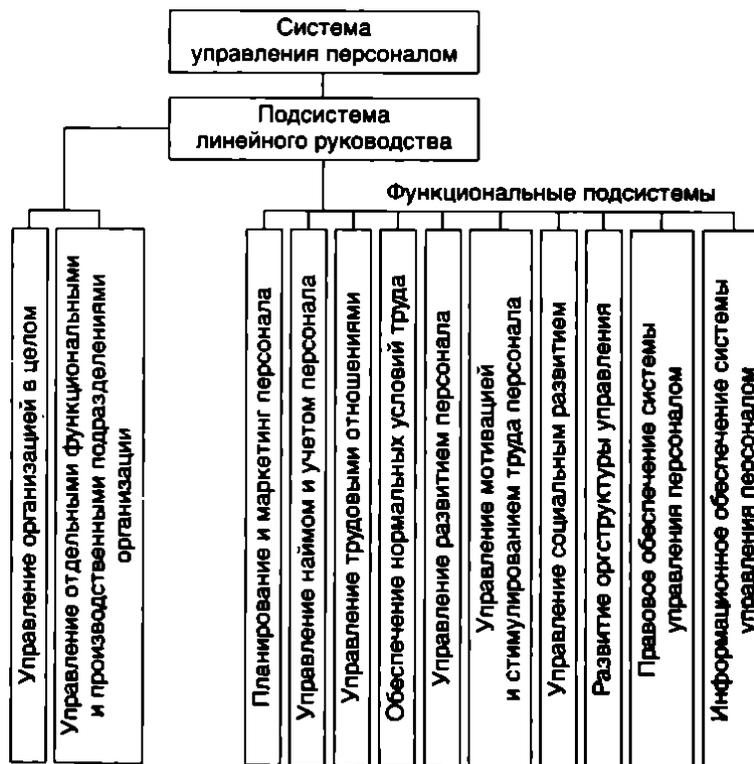 Система
управления персоналом
Подсистема
линейного руководства
Функциональные подсистемы
Управление организацией в целом
Управление отдельными функциональными
и производственными подразделениями
организации
Планирование и маркетинг персонала
Управление наймом и учетом персонала
Управление трудовыми отношениями
Обеспечение нормальных условий труда
Управление развитием персонала
Управление мотивацией
и стимулированием труда персонала
Управление социальным развитием
Развитие оргструктуры управления
Правовое обеспечение системы
управления персоналом
Информационное обеспечение системы
управления персоналом